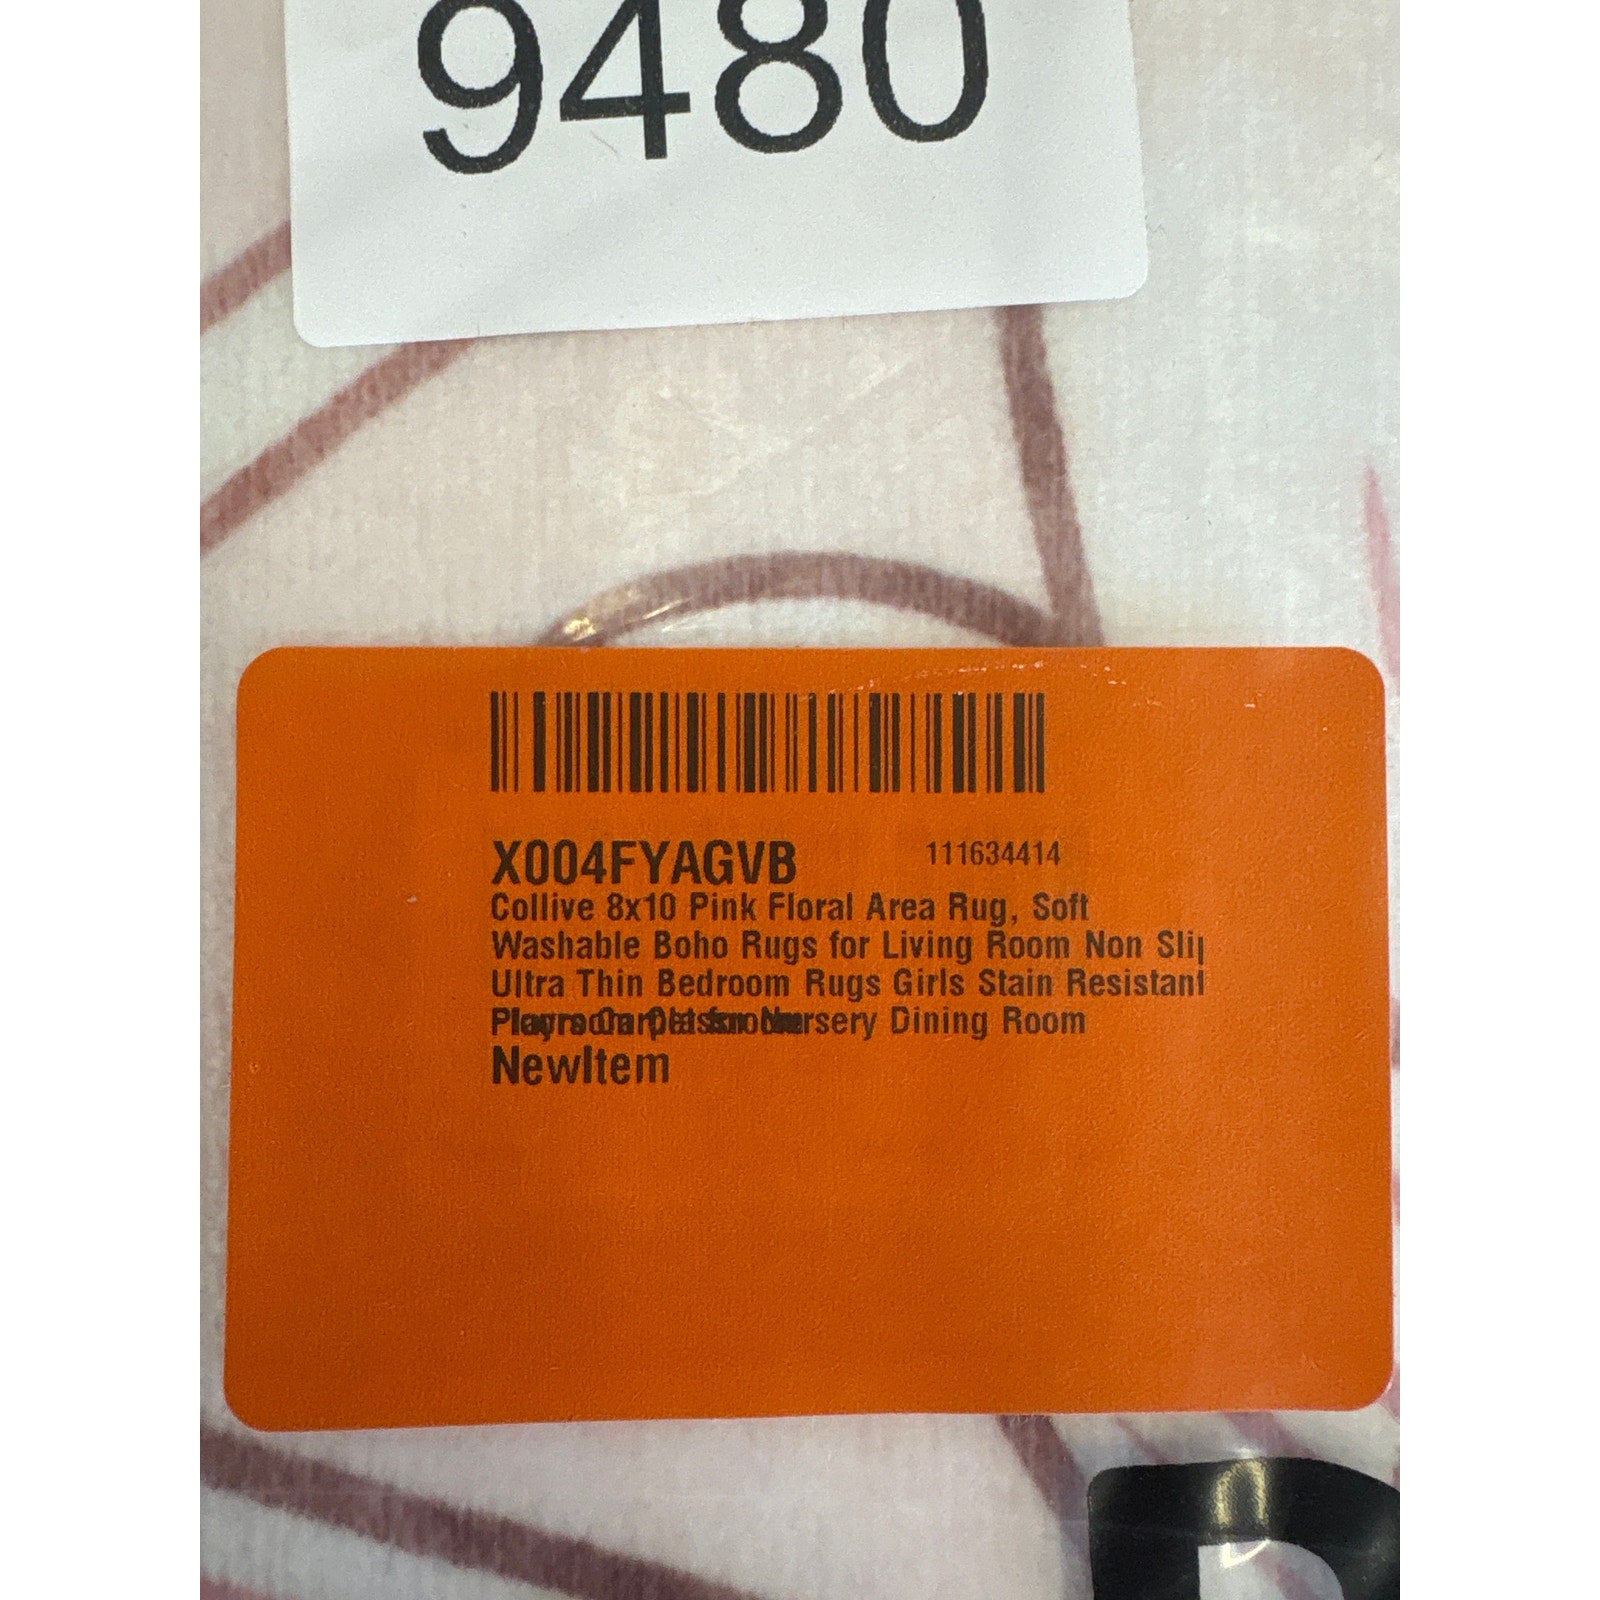 9480
X004FYAGVB 111634414
Collive 8x10 Pink Floral Area Rug, Soft
Washable Boho Rugs for Living Room Non Sli
Ultra Thin Bedroom Rugs Girls Stain Resistant
Nursery Dining Room
NewItem